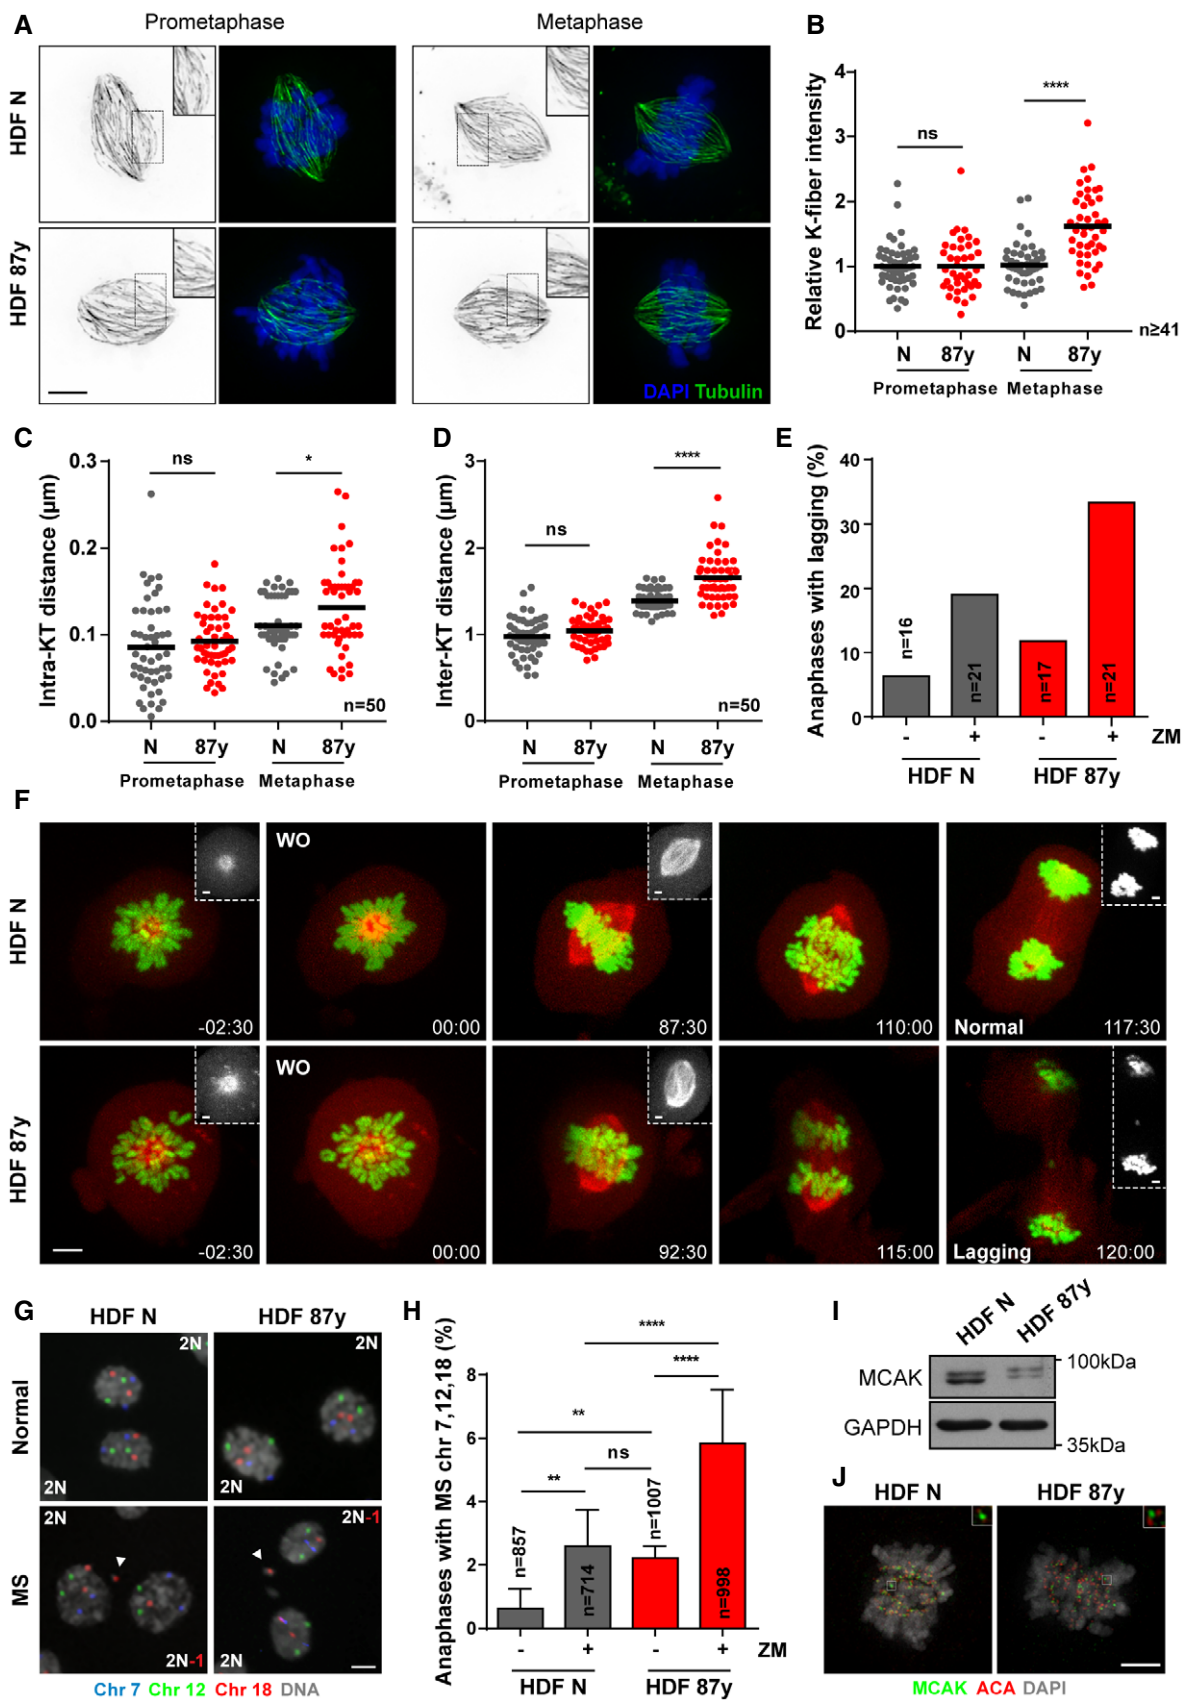 A
Prometaphase
Metaphase
HDF N
HDF 87y
DAPI Tubulin
B
Relative K-fiber intensity
4
3
2
1
0
ns
****
N
87y
N
87y
n≥41
Prometaphase
Metaphase
C
Intra-KT distance (µm)
0.3
0.2
0.1
0.0
ns
*
n=50
N
87y
N
87y
Prometaphase
Metaphase
D
Inter-KT distance (µm)
3
2
1
0
ns
****
n=50
N
87y
N
87y
Prometaphase
Metaphase
E
Anaphases with lagging (%)
40
30
20
10
0
n=16
n=21
n=17
n=21
-
+
-
+
ZM
HDF N
HDF 87y
F
HDF N
-02:30
WO
00:00
87:30
110:00
Normal
117:30
HDF 87y
-02:30
WO
00:00
92:30
115:00
Lagging
120:00
G
HDF N
HDF 87y
Normal
2N
2N
2N
2N
MS
2N
2N-1
2N-1
2N
Chr 7 Chr 12 Chr 18 DNA
H
Anaphases with MS chr 7,12,18 (%)
8
6
4
2
0
****
****
**
ns
**
n=857
n=714
n=1007
n=998
-
+
-
+
ZM
HDF N
HDF 87y
I
HDF N
HDF 87y
MCAK
100kDa
GAPDH
35kDa
J
HDF N
HDF 87y
MCAK ACA DAPI